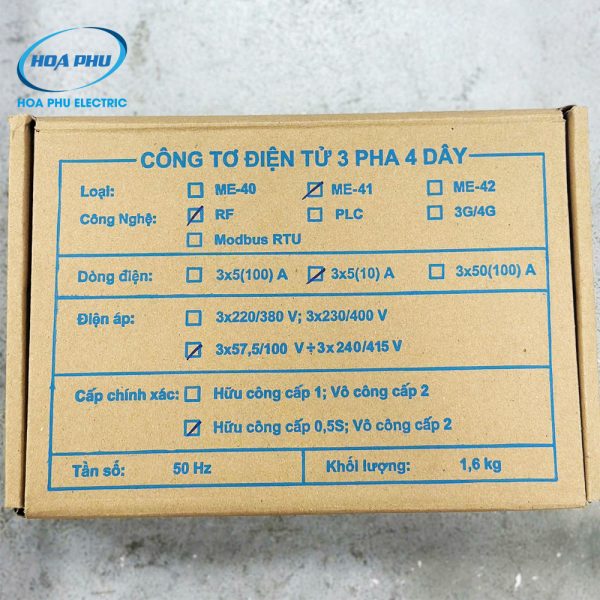 HOA PHU
HOA PHU ELECTRIC
CÔNG TƠ ĐIỆN TỬ 3 PHA 4 DÂY
Loại: ME-40 ME-41 ME-42
Công Nghệ: RF PLC 3G/4G
Modbus RTU
Dòng điện: 3x5(100) A 3x5(10) A 3x50(100) A
Điện áp: 3x220/380 V; 3x230/400 V
3x57,5/100 V÷3x240/415 V
Cấp chính xác: Hữu công cấp 1; Vô công cấp 2
Hữu công cấp 0,5S; Vô công cấp 2
Tần số: 50 Hz Khối lượng: 1,6 kg